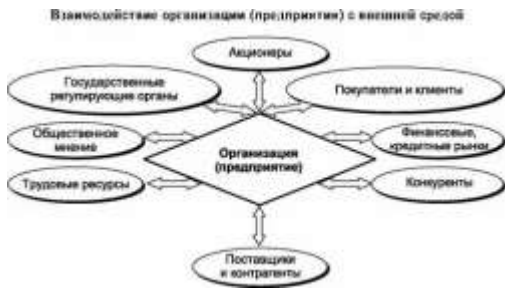 Взаимодействие организации (предприятия) с внешней средой
Акционеры
Государственные
регулирующие органы
Покупатели и клиенты
Общественное
мнение
Финансовые,
кредитные рынки
Организация
(предприятие)
Трудовые ресурсы
Конкуренты
Поставщики
и контрагенты